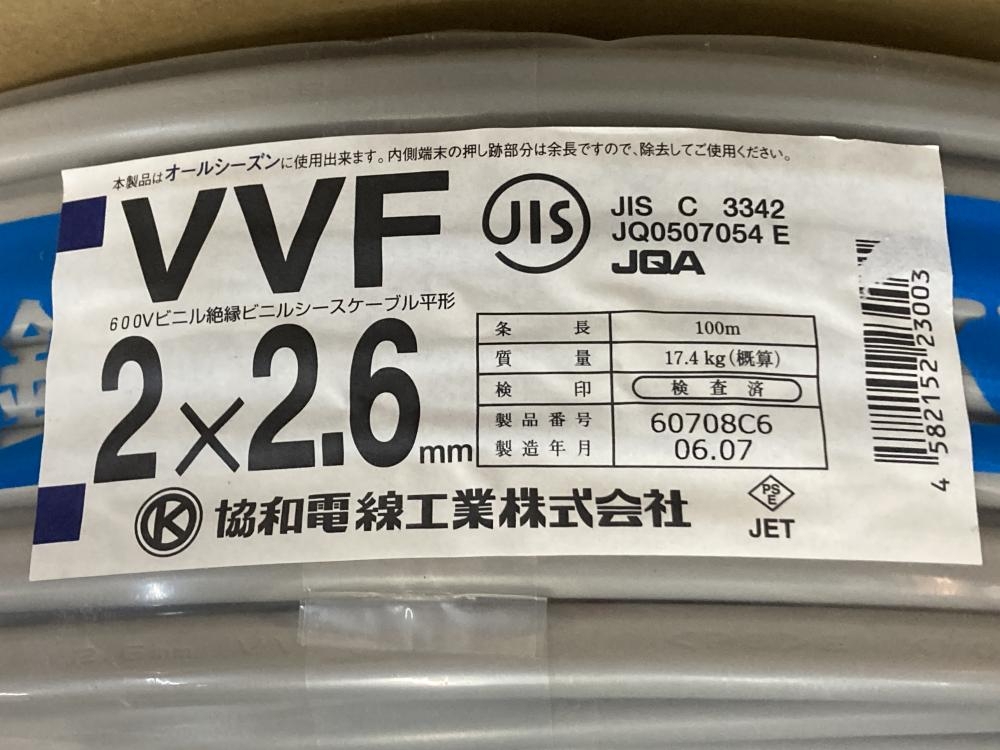 本製品はオールシーズンに使用出来ます。内側端末の押し跡部分は余長ですので、除去してご使用ください。
VVF
JIS
JIS C 3342
JQ0507054 E
JQA
600Vビニル絶縁ビニルシースケーブル平形
2×2.6mm
条長 100m
質量 17.4 kg(概算)
検印 検査済
製品番号 60708C6
製造年月 06.07
K 協和電線工業株式会社
PSE
JET
4 582152 723003